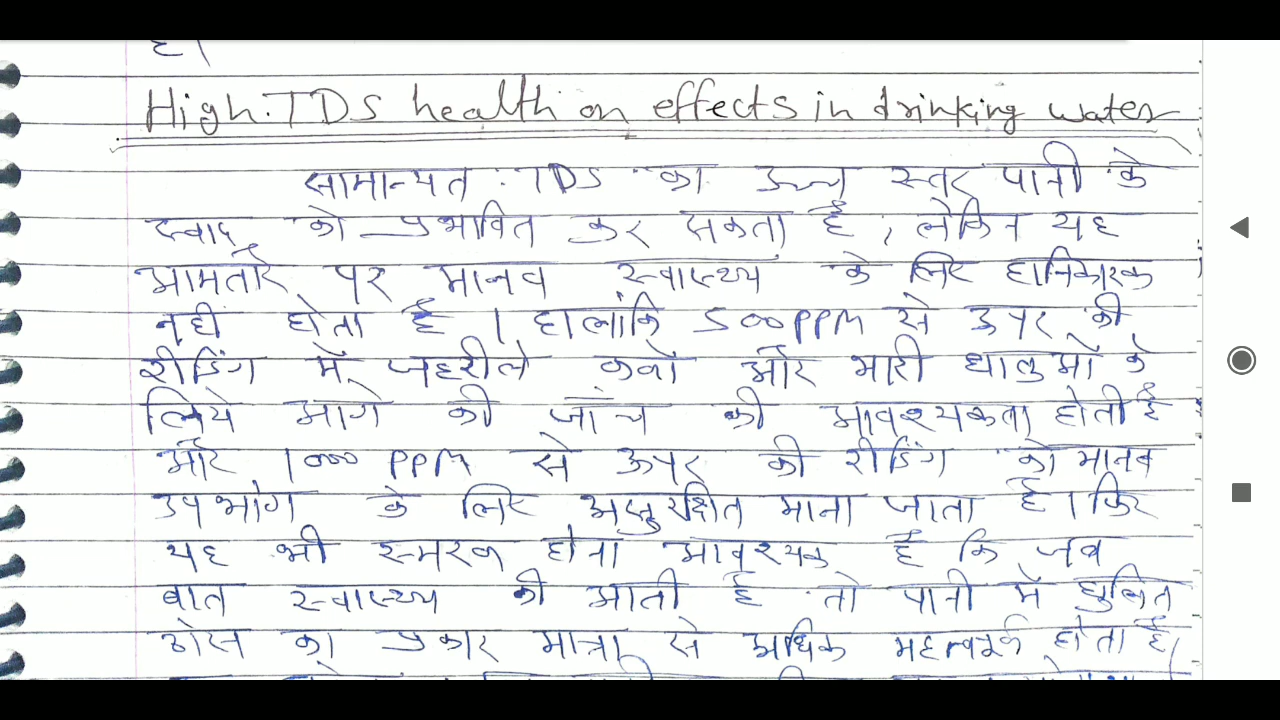 है।
High. TDS health on effects in drinking water
सामान्यत : TDS का उच्च स्तर पानी के
स्वाद को प्रभावित कर सकता है , लेकिन यह
आमतौर पर मानव स्वास्थ्य के लिए हानिकारक
नही होता है । हालांकि 500 PPM से ऊपर की
रीडिंग में जहरीले कणों और भारी धातुओं के
लिये आगे की जाँच की आवश्यकता होती है
और 1000 PPM से ऊपर की रीडिंग को मानव
उपभोग के लिए असुरक्षित माना जाता है । फिर
यह भी स्मरण होना आवश्यक है कि जब
बात स्वास्थ्य की आती है तो पानी में घुलित
ठोस का प्रकार मात्रा से अधिक महत्वपूर्ण होता है।